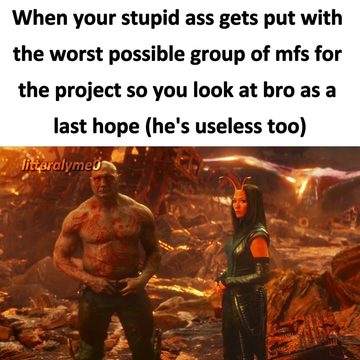 When your stupid ass gets put with
the worst possible group of mfs for
the project so you look at bro as a
last hope (he's useless too)
litteralyme0